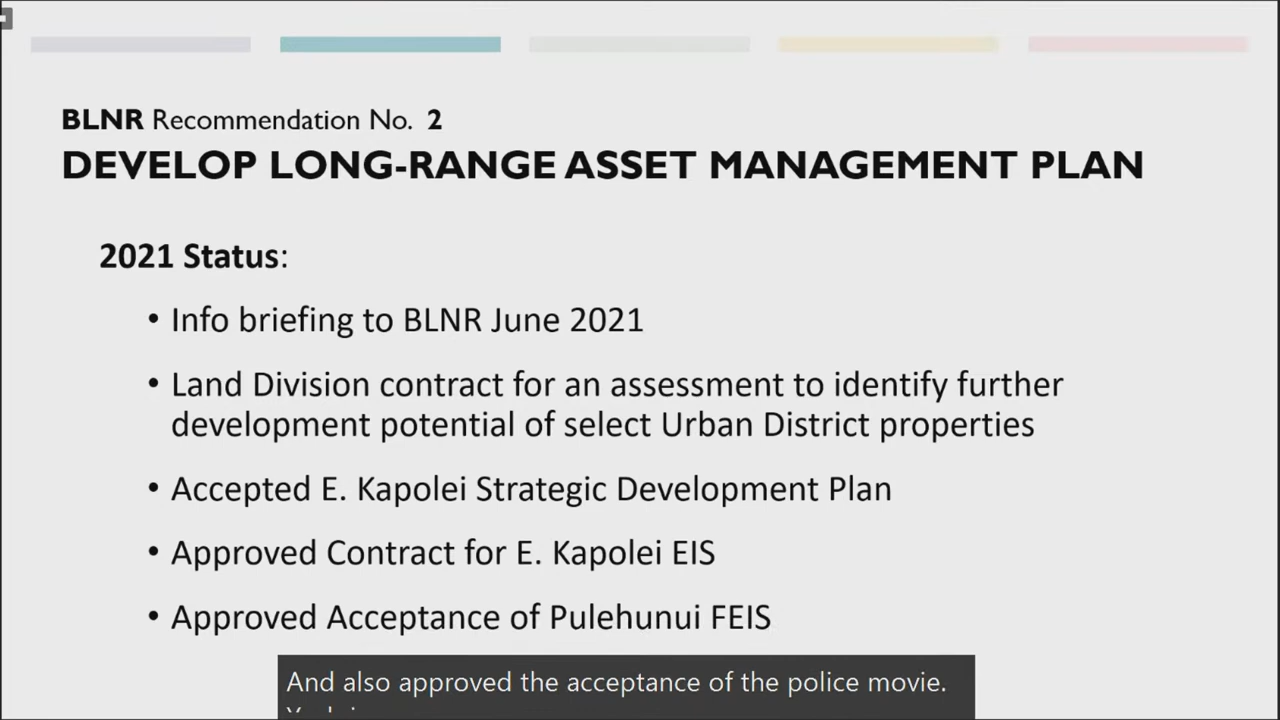 BLNR Recommendation No. 2
DEVELOP LONG-RANGE ASSET MANAGEMENT PLAN
2021 Status:
• Info briefing to BLNR June 2021
• Land Division contract for an assessment to identify further
development potential of select Urban District properties
• Accepted E. Kapolei Strategic Development Plan
• Approved Contract for E. Kapolei EIS
• Approved Acceptance of Pulehunui FEIS
And also approved the acceptance of the police movie.